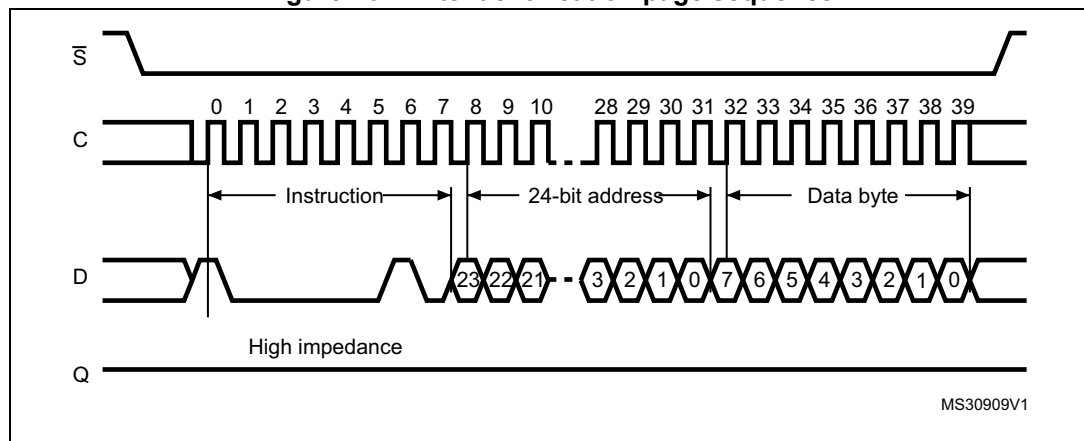 S̅
0 1 2 3 4 5 6 7 8 9 10 28 29 30 31 32 33 34 35 36 37 38 39
C
Instruction 24-bit address Data byte
D 23 22 21 3 2 1 0 7 6 5 4 3 2 1 0
High impedance
Q
MS30909V1